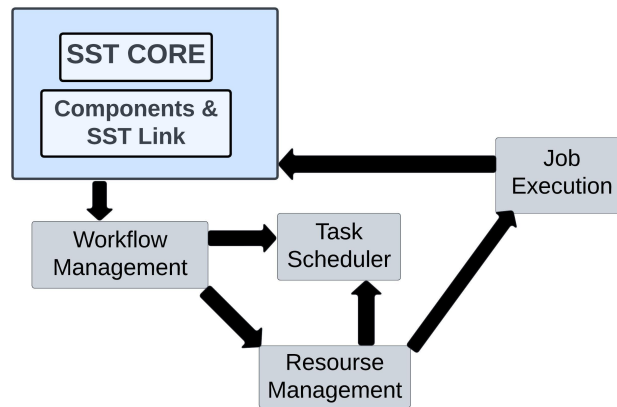 SST CORE
Components &
SST Link
Job
Execution
Workflow
Management
Task
Scheduler
Resourse
Management